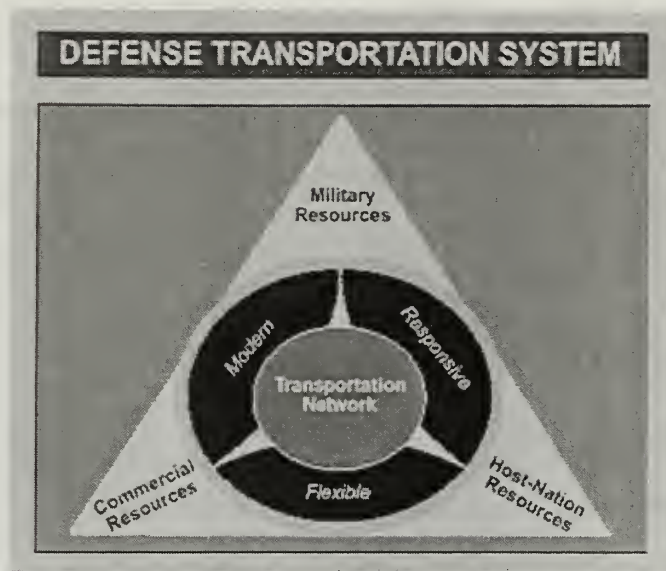 DEFENSE TRANSPORTATION SYSTEM
Military
Resources
Modern
Responsive
Transportation
Network
Flexible
Commercial
Resources
Host-Nation
Resources